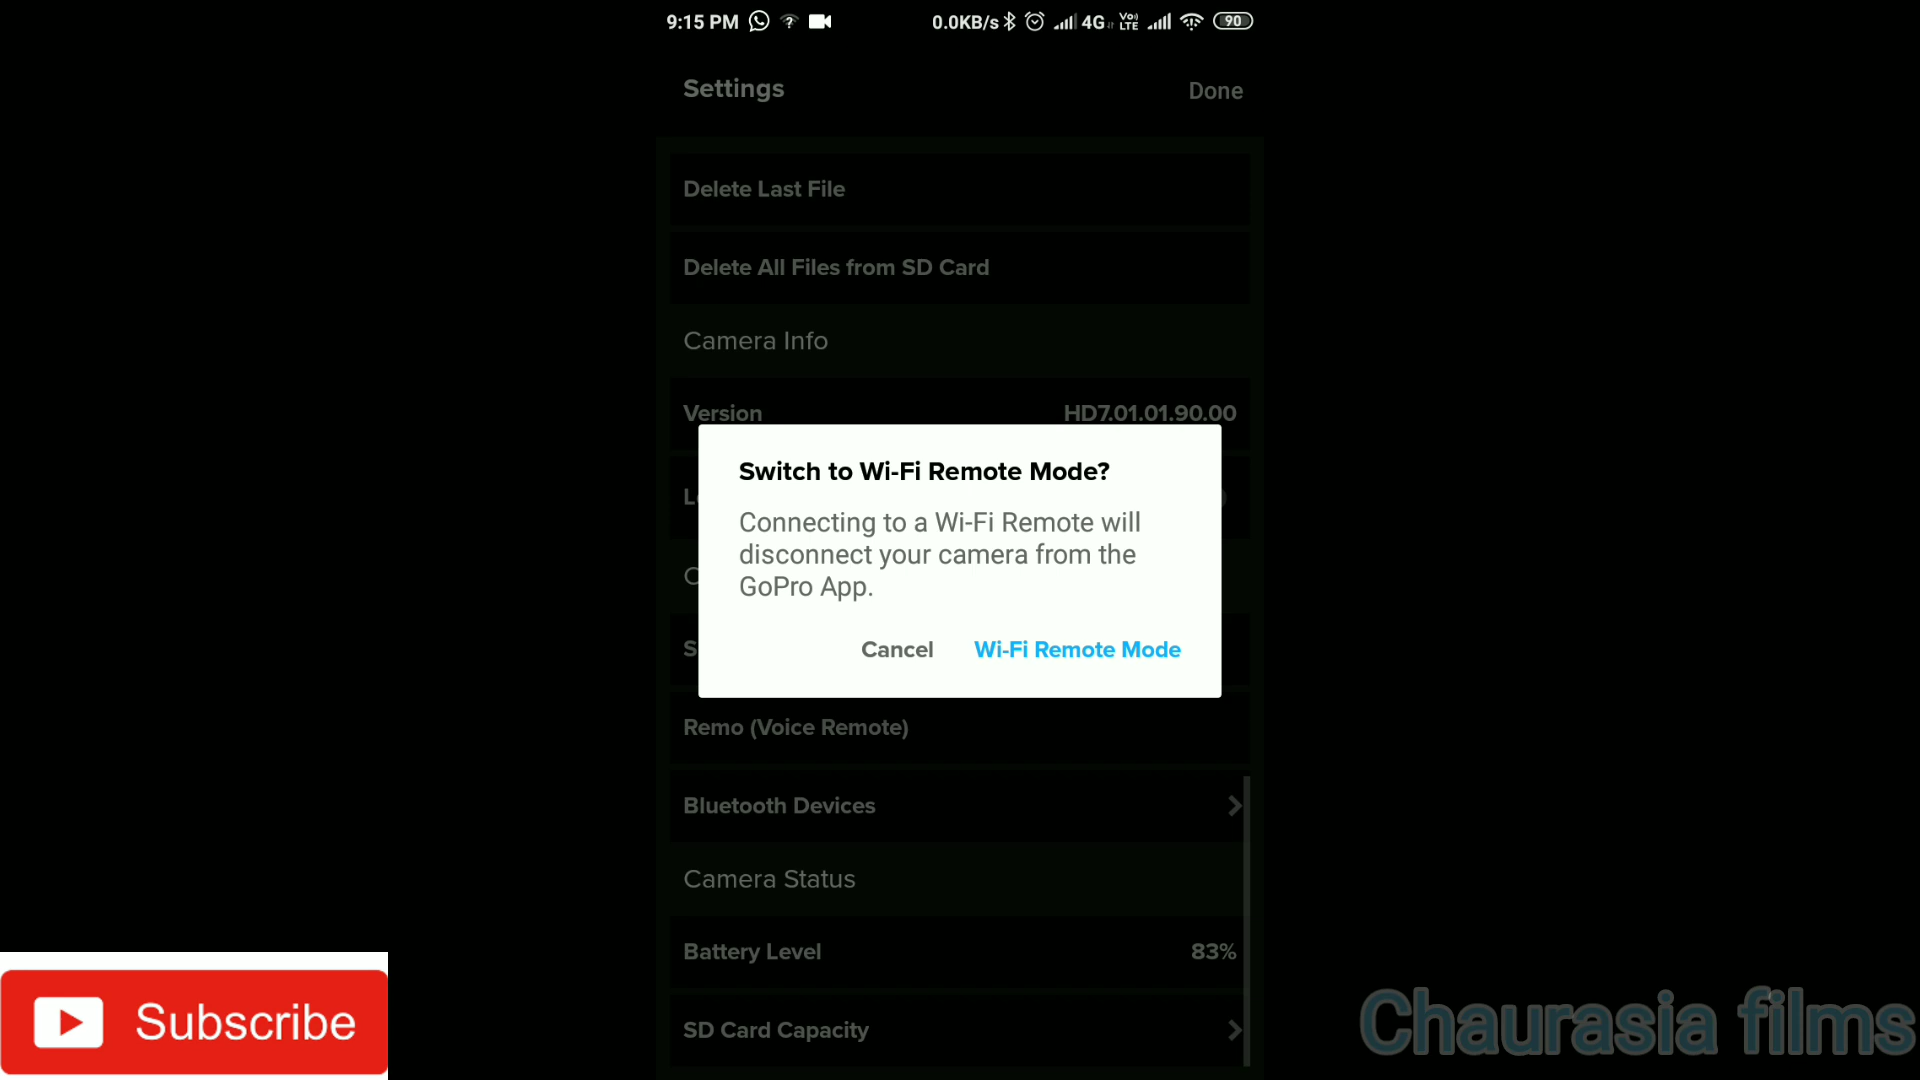 9:15 PM 0.0KB/s 4G VoLTE 90
Settings
Done
Delete Last File
Delete All Files from SD Card
Camera Info
Version HD7.01.01.90.00
Switch to Wi-Fi Remote Mode?
Connecting to a Wi-Fi Remote will
disconnect your camera from the
GoPro App.
Cancel Wi-Fi Remote Mode
Remo (Voice Remote)
Bluetooth Devices
Camera Status
Battery Level 83%
SD Card Capacity
Subscribe
Chaurasia films